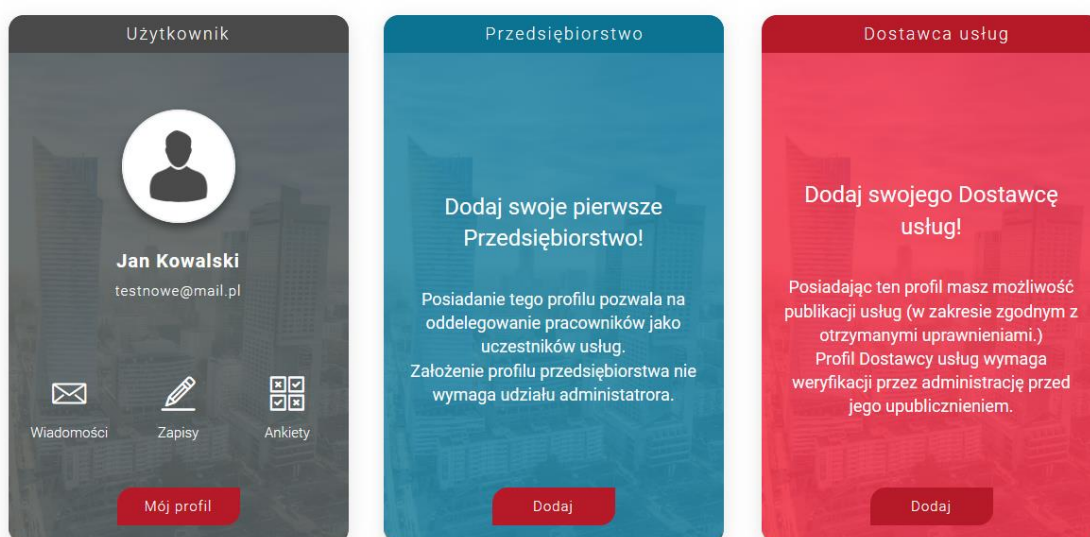 Użytkownik
Jan Kowalski
testnowe@mail.pl
Wiadomości
Zapisy
Ankiety
Mój profil
Przedsiębiorstwo
Dodaj swoje pierwsze
Przedsiębiorstwo!
Posiadanie tego profilu pozwala na
oddelegowanie pracowników jako
uczestników usług.
Założenie profilu przedsiębiorstwa nie
wymaga udziału administatrora.
Dodaj
Dostawca usług
Dodaj swojego Dostawcę
usług!
Posiadając ten profil masz możliwość
publikacji usług (w zakresie zgodnym z
otrzymanymi uprawnieniami.)
Profil Dostawcy usług wymaga
weryfikacji przez administrację przed
jego upublicznieniem.
Dodaj